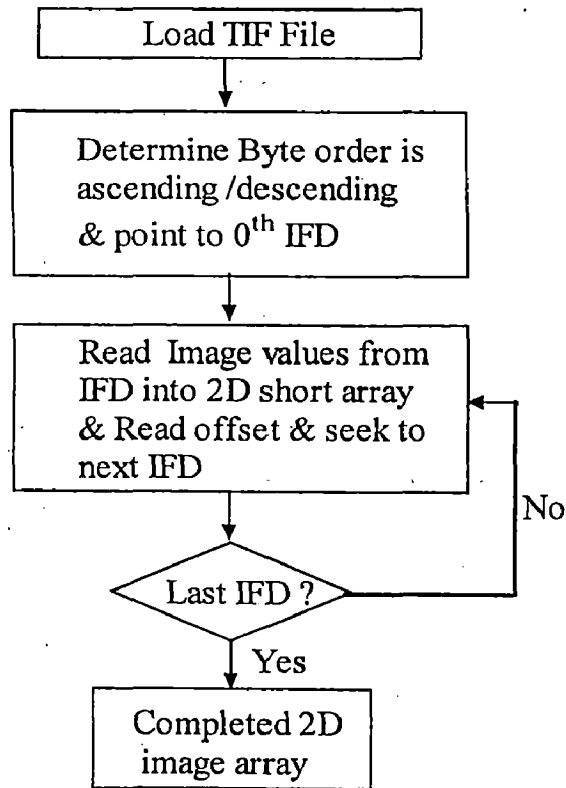 Load TIF File
Determine Byte order is
ascending/descending
& point to 0th IFD
Read Image values from
IFD into 2D short array
& Read offset & seek to
next IFD
No
Last IFD ?
Yes
Completed 2D
image array